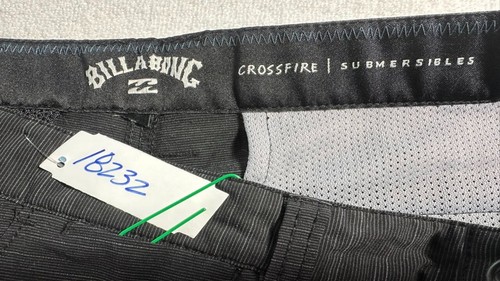 BILLABONG
CROSSFIRE | SUBMERSIBLES
18232